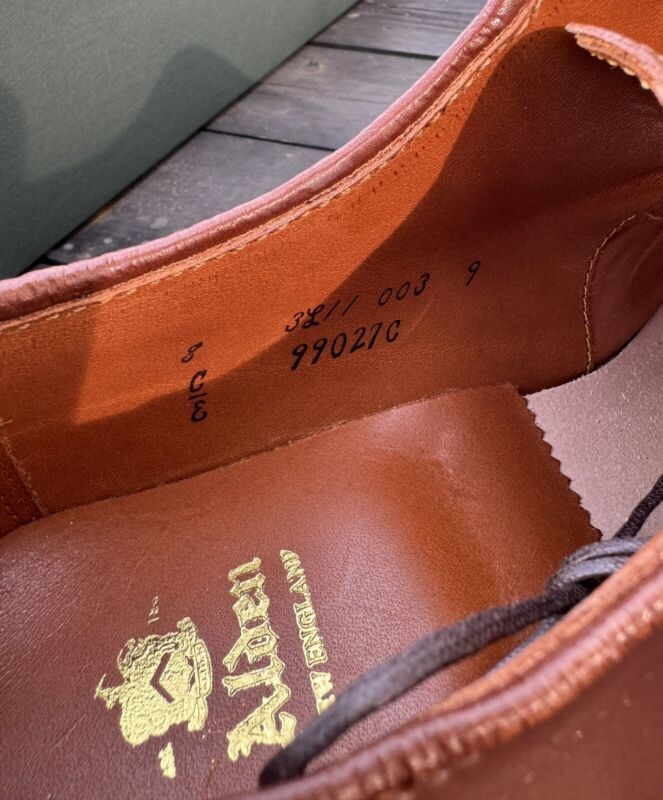 3L11 003 9
99027C
8
C/E
Alden
NEW ENGLAND